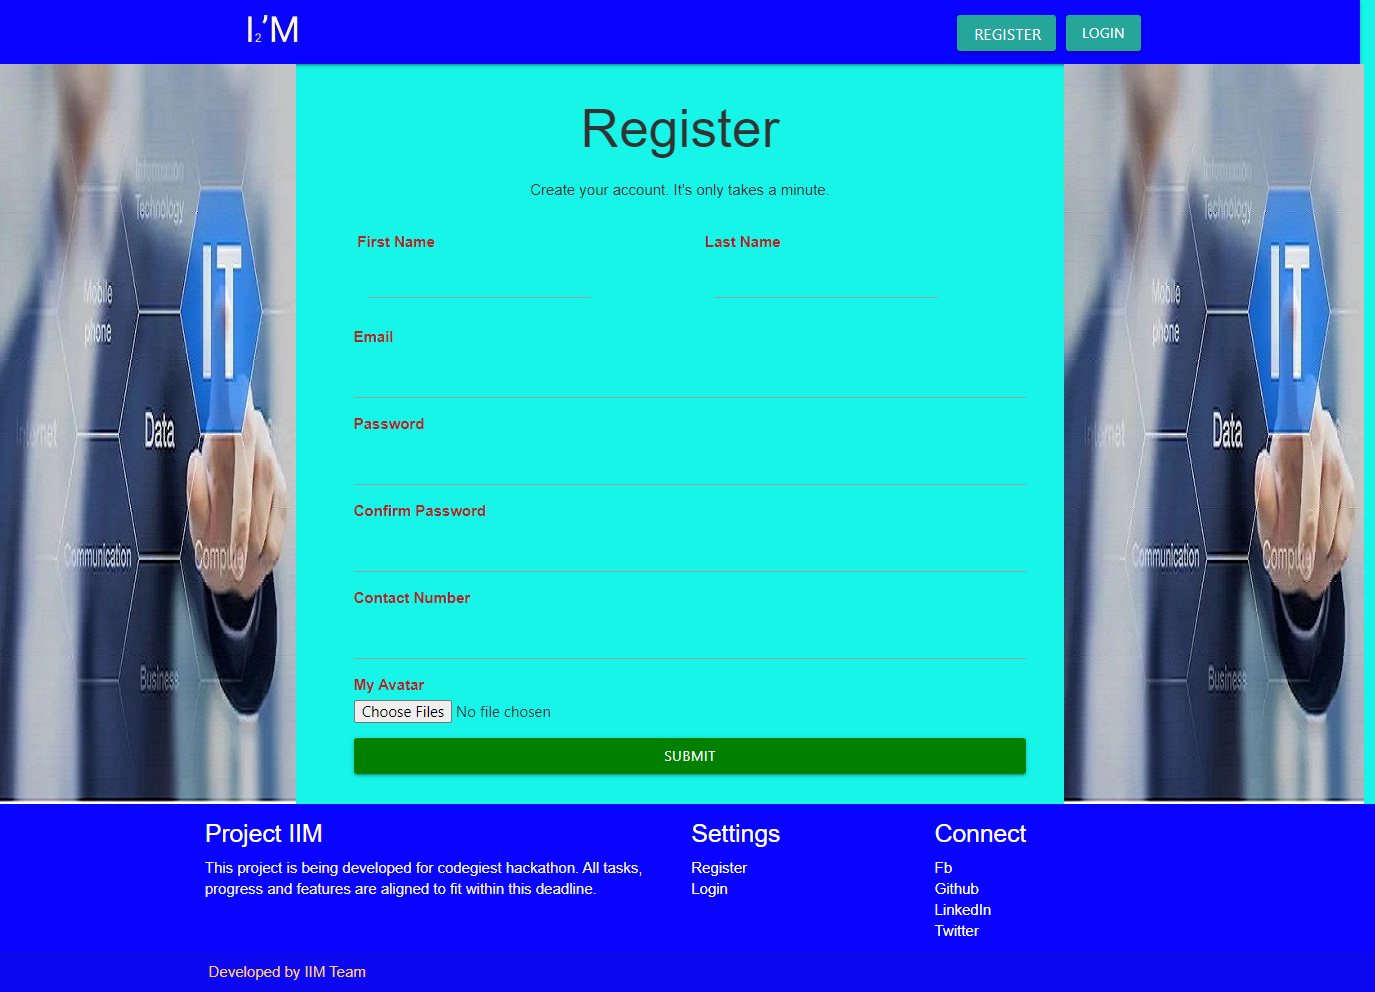 I2’M
REGISTER
LOGIN
Register
Create your account. It's only takes a minute.
First Name
Last Name
Email
Password
Confirm Password
Contact Number
My Avatar
Choose Files No file chosen
SUBMIT
Information
Technology
IT
Mobile
phone
Internet
Data
Communication
Business
Information
Technology
IT
Mobile
phone
Internet
Data
Communication
Business
Project IIM
This project is being developed for codegiest hackathon. All tasks,
progress and features are aligned to fit within this deadline.
Settings
Register
Login
Connect
Fb
Github
LinkedIn
Twitter
Developed by IIM Team